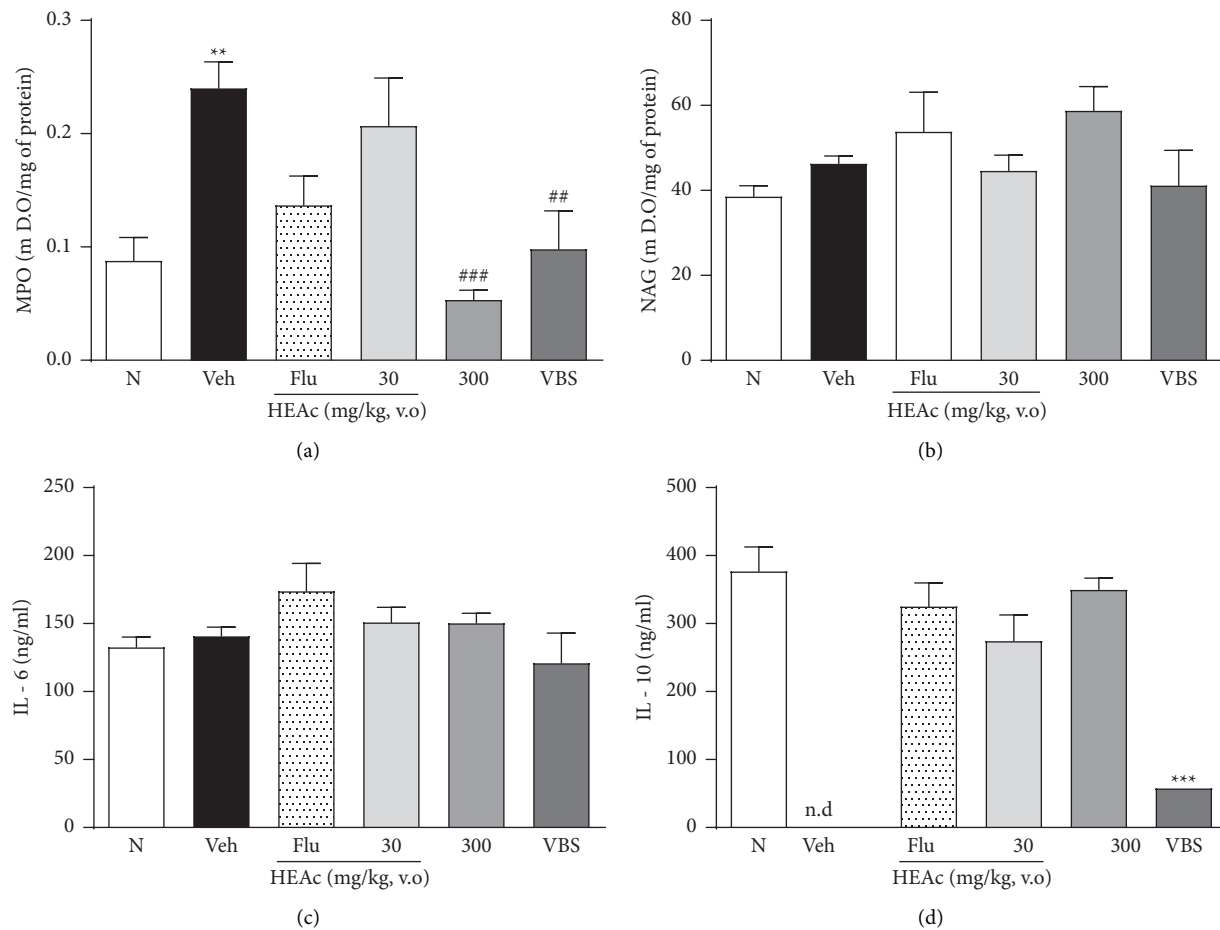 MPO (m D.O/mg of protein)
0.3
0.2
0.1
0.0
**
###
##
N Veh Flu 30 300 VBS
HEAc (mg/kg, v.o)
(a)
NAG (m D.O/mg of protein)
80
60
40
20
0
N Veh Flu 30 300 VBS
HEAc (mg/kg, v.o)
(b)
IL - 6 (ng/ml)
250
200
150
100
50
0
N Veh Flu 30 300 VBS
HEAc (mg/kg, v.o)
(c)
IL - 10 (ng/ml)
500
400
300
200
100
0
n.d
***
N Veh Flu 30 300 VBS
HEAc (mg/kg, v.o)
(d)